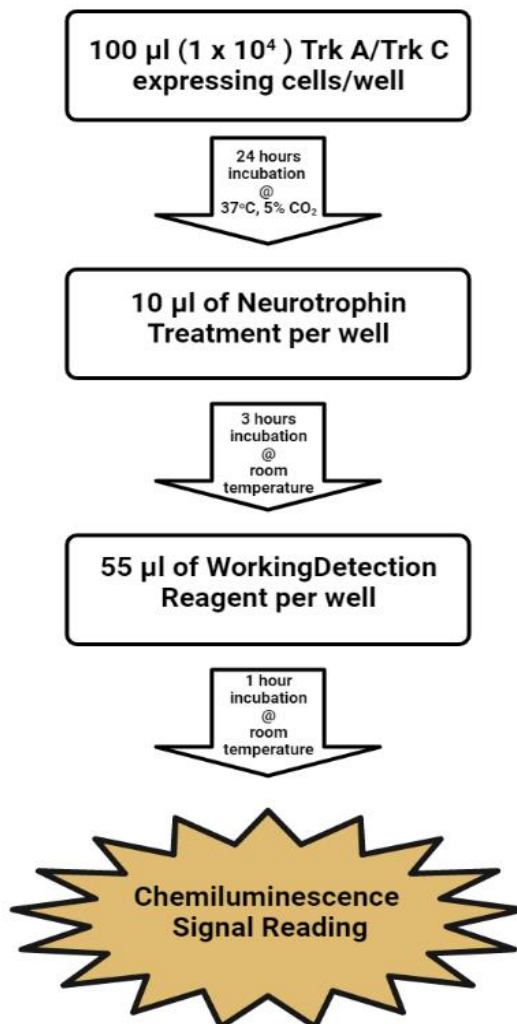 100 µl (1 x 10⁴ ) Trk A/Trk C
expressing cells/well
24 hours
incubation
@
37°C, 5% CO₂
10 µl of Neurotrophin
Treatment per well
3 hours
incubation
@
room
temperature
55 µl of WorkingDetection
Reagent per well
1 hour
incubation
@
room
temperature
Chemiluminescence
Signal Reading